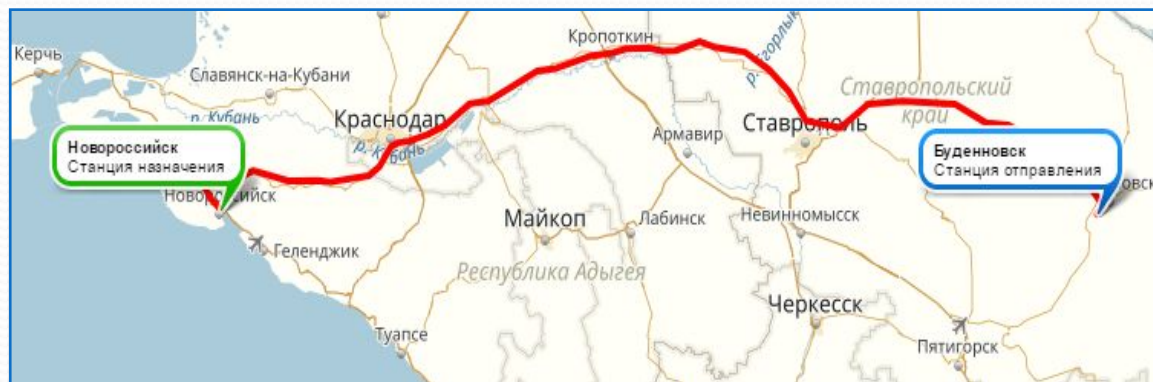 Керчь
Славянск-на-Кубани
р. Кубань
Краснодар
р. Кубань
Кропоткин
р. Егорлык
Ставропольский
край
Армавир
Ставрополь
Новороссийск
Станция назначения
Буденновск
Станция отправления
Новороссийск
Геленджик
Майкоп
Лабинск
Невинномысск
Республика Адыгея
Черкесск
Туапсе
Пятигорск